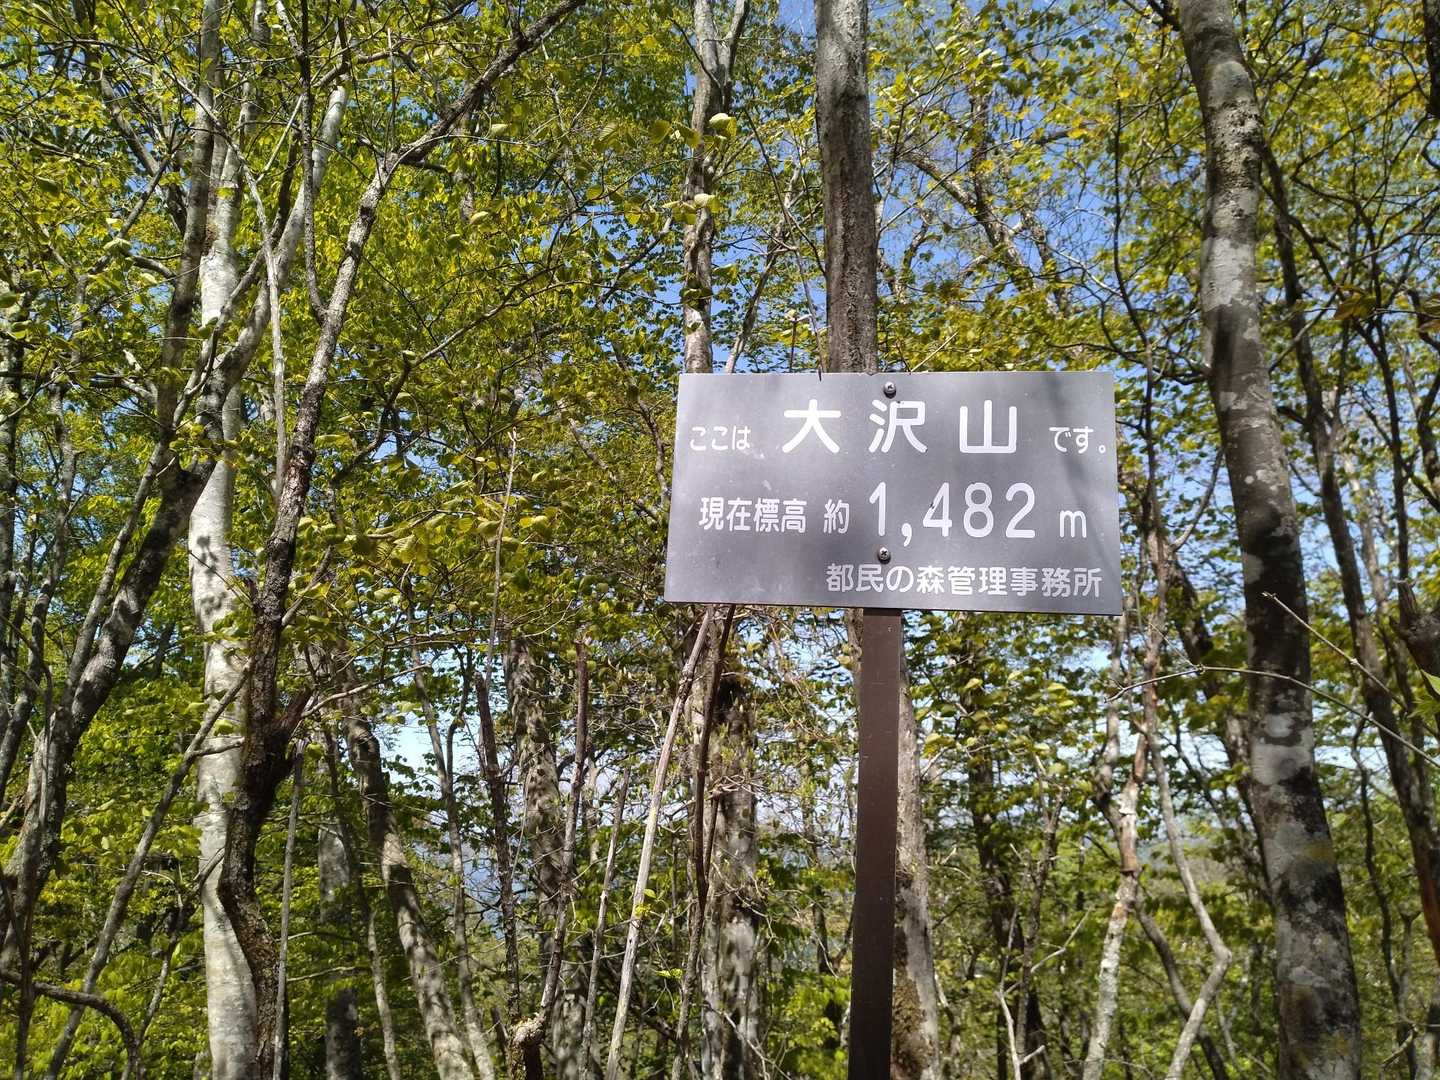 ここは 大沢山 です。
現在標高 約 1,482 m
都民の森管理事務所